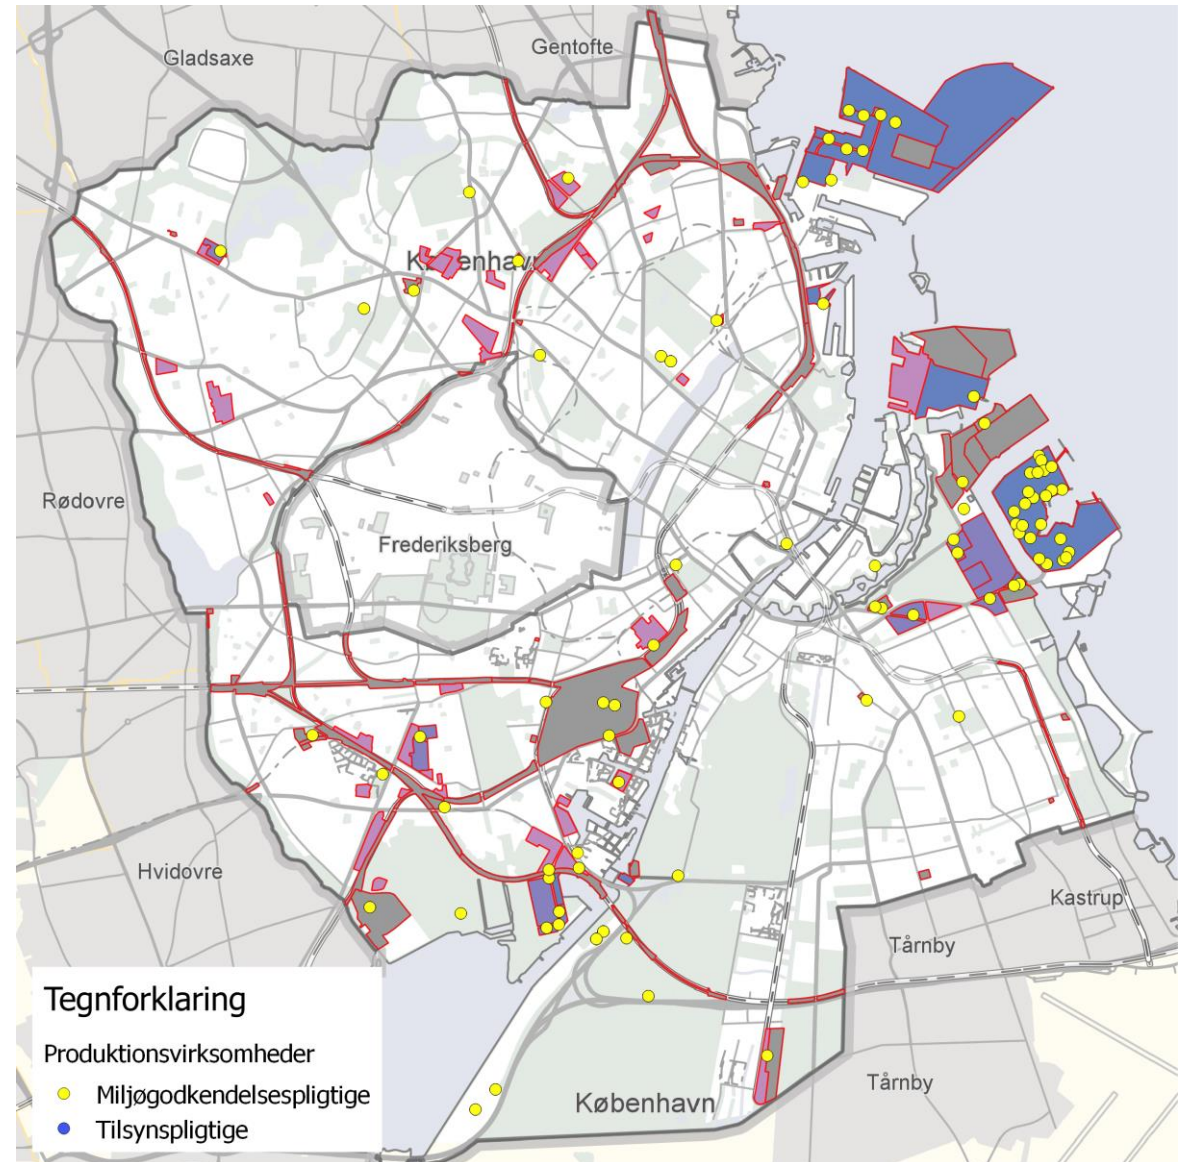 Gentofte
Gladsaxe
København
Rødovre
Frederiksberg
Hvidovre
Kastrup
Tårnby
Tårnby
København
Tegnforklaring
Produktionsvirksomheder
Miljøgodkendelsespligtige
Tilsynspligtige